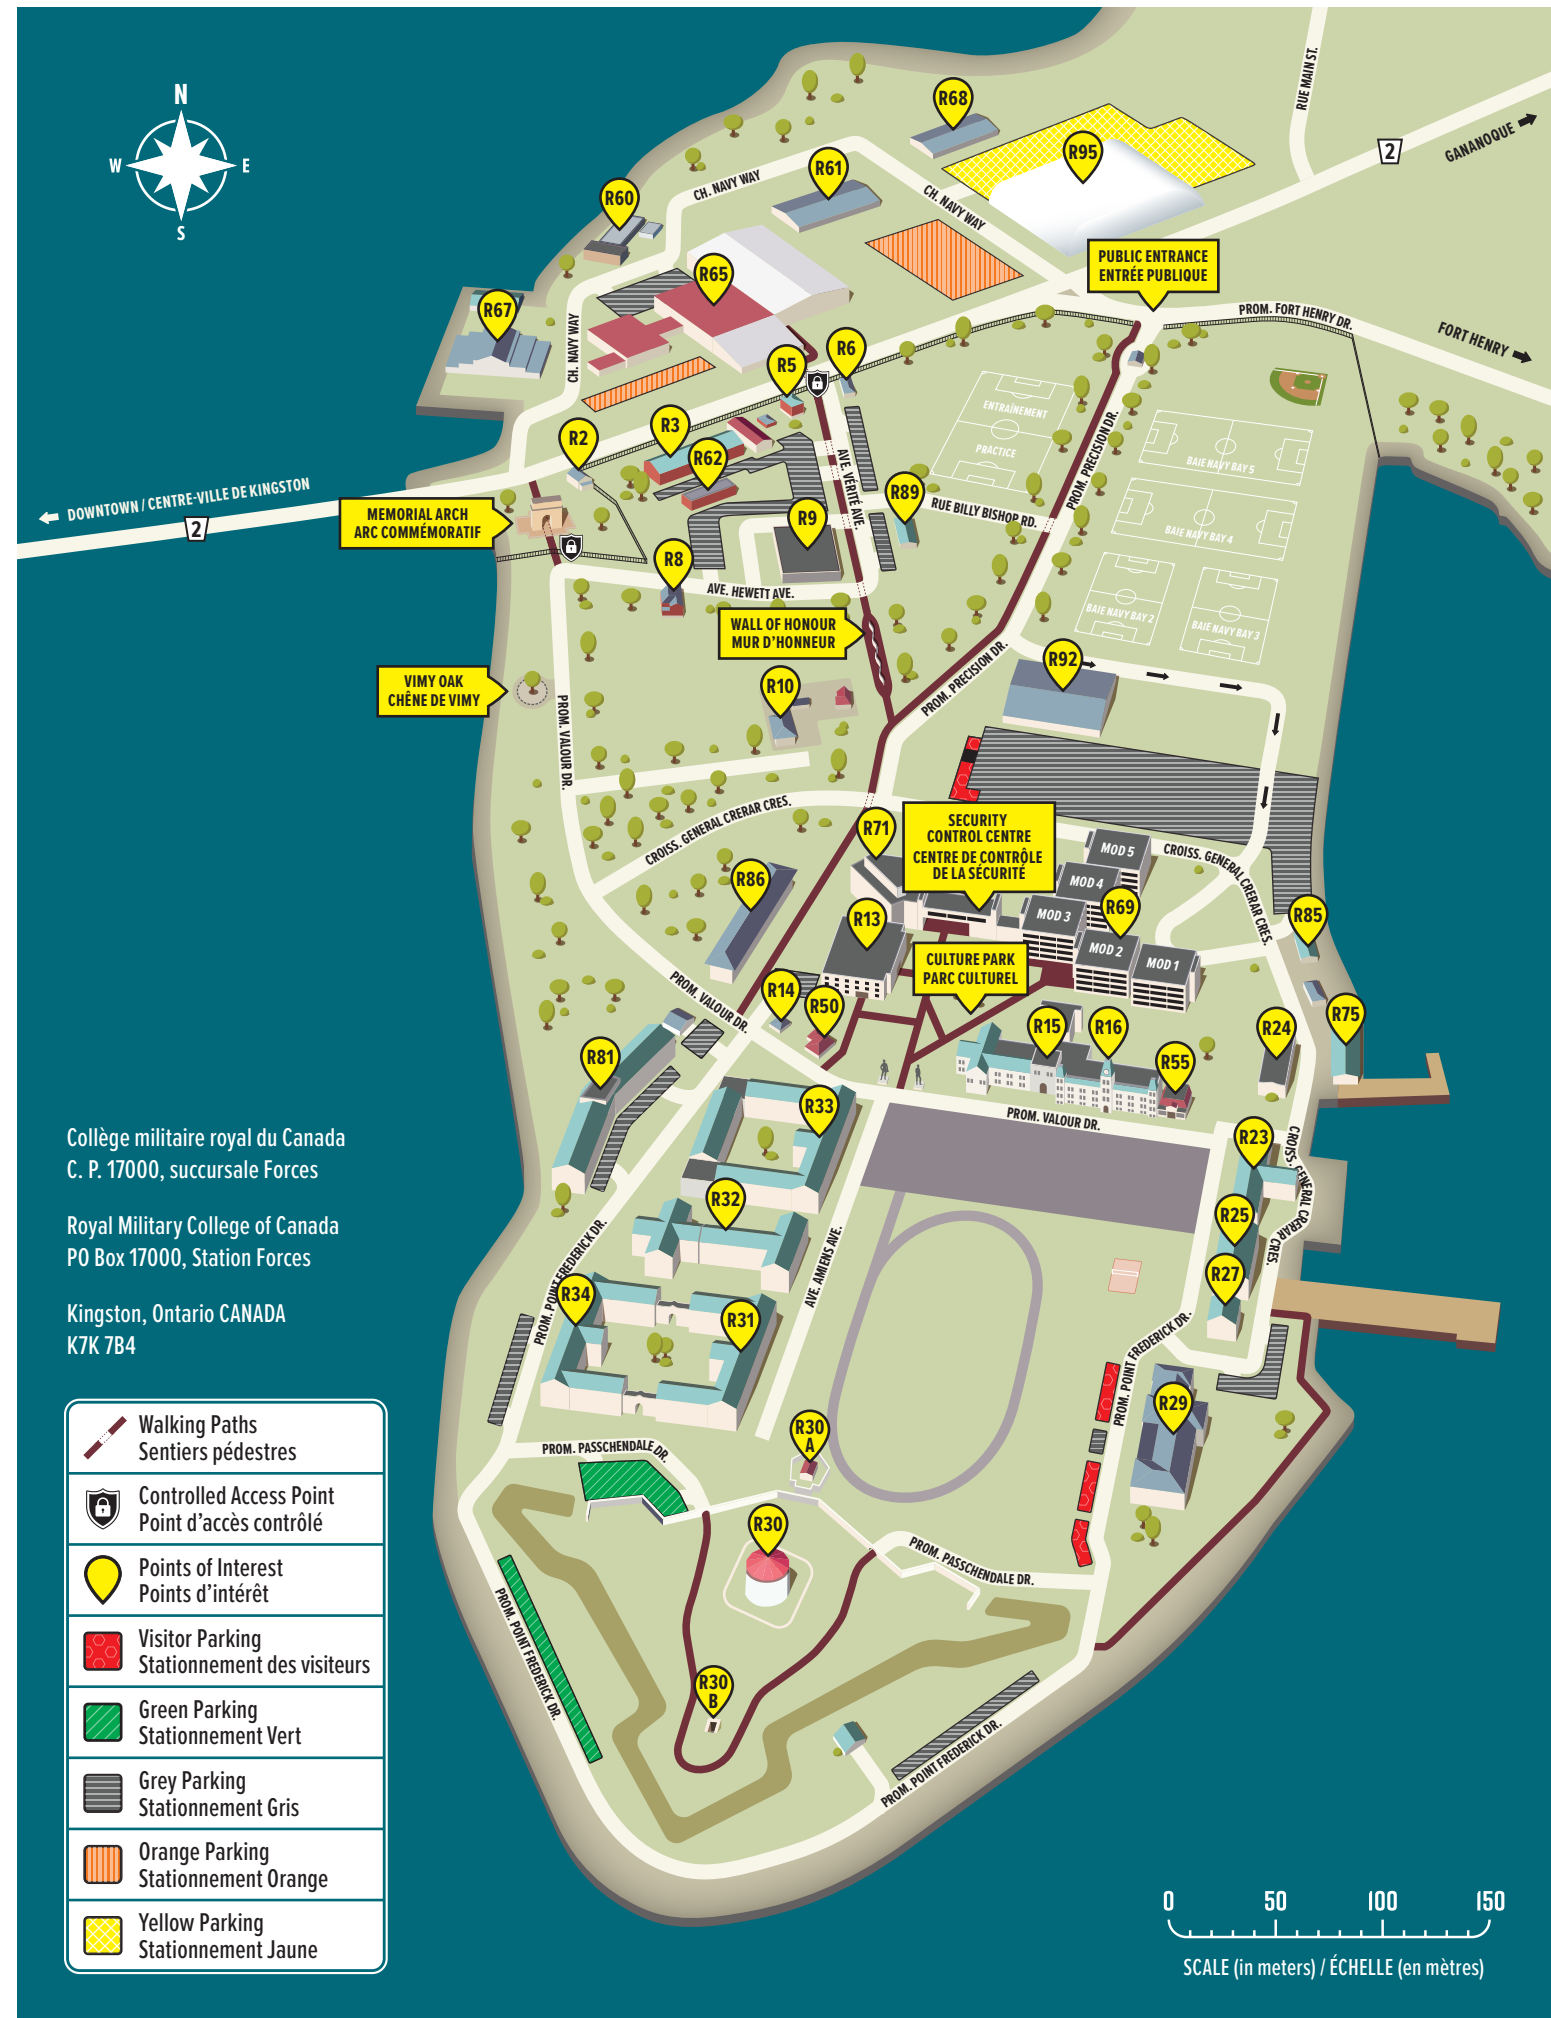 N
W
E
S
R68
R95
R61
R60
R65
R67
R6
R5
R3
R2
R62
R89
R9
R8
R10
R92
R71
R86
R13
R69
R85
R14
R50
R15
R16
R55
R24
R75
R81
R33
R32
R23
R25
R27
R34
R31
R29
R30
A
R30
R30
B
RUE MAIN ST.
2
GANANOQUE
CH. NAVY WAY
CH. NAVY WAY
CH. NAVY WAY
PUBLIC ENTRANCE
ENTRÉE PUBLIQUE
PROM. FORT HENRY DR.
FORT HENRY
ENTRAÎNEMENT
PRACTICE
PROM. PRECISION DR.
BAIE NAVY BAY 5
BAIE NAVY BAY 4
BAIE NAVY BAY 2
BAIE NAVY BAY 3
DOWNTOWN / CENTRE-VILLE DE KINGSTON
2
MEMORIAL ARCH
ARC COMMÉMORATIF
AVE. VÉRITÉ AVE.
RUE BILLY BISHOP RD.
AVE. HEWETT AVE.
WALL OF HONOUR
MUR D'HONNEUR
PROM. PRECISION DR.
VIMY OAK
CHÊNE DE VIMY
PROM. VALOUR DR.
CROISS. GENERAL CRERAR CRES.
SECURITY
CONTROL CENTRE
CENTRE DE CONTRÔLE
DE LA SÉCURITÉ
MOD 5
MOD 4
MOD 3
MOD 2
MOD 1
CROISS. GENERAL CRERAR CRES.
CULTURE PARK
PARC CULTUREL
PROM. VALOUR DR.
PROM. VALOUR DR.
CROISS. GENERAL CRERAR CRES.
PROM. POINT FREDERICK DR.
AVE. AMIENS AVE.
PROM. POINT FREDERICK DR.
PROM. PASSCHENDALE DR.
PROM. PASSCHENDALE DR.
PROM. POINT FREDERICK DR.
PROM. POINT FREDERICK DR.
Collège militaire royal du Canada
C. P. 17000, succursale Forces
Royal Military College of Canada
PO Box 17000, Station Forces
Kingston, Ontario CANADA
K7K 7B4
Walking Paths
Sentiers pédestres
Controlled Access Point
Point d'accès contrôlé
Points of Interest
Points d'intérêt
Visitor Parking
Stationnement des visiteurs
Green Parking
Stationnement Vert
Grey Parking
Stationnement Gris
Orange Parking
Stationnement Orange
Yellow Parking
Stationnement Jaune
0 50 100 150
SCALE (in meters) / ÉCHELLE (en mètres)